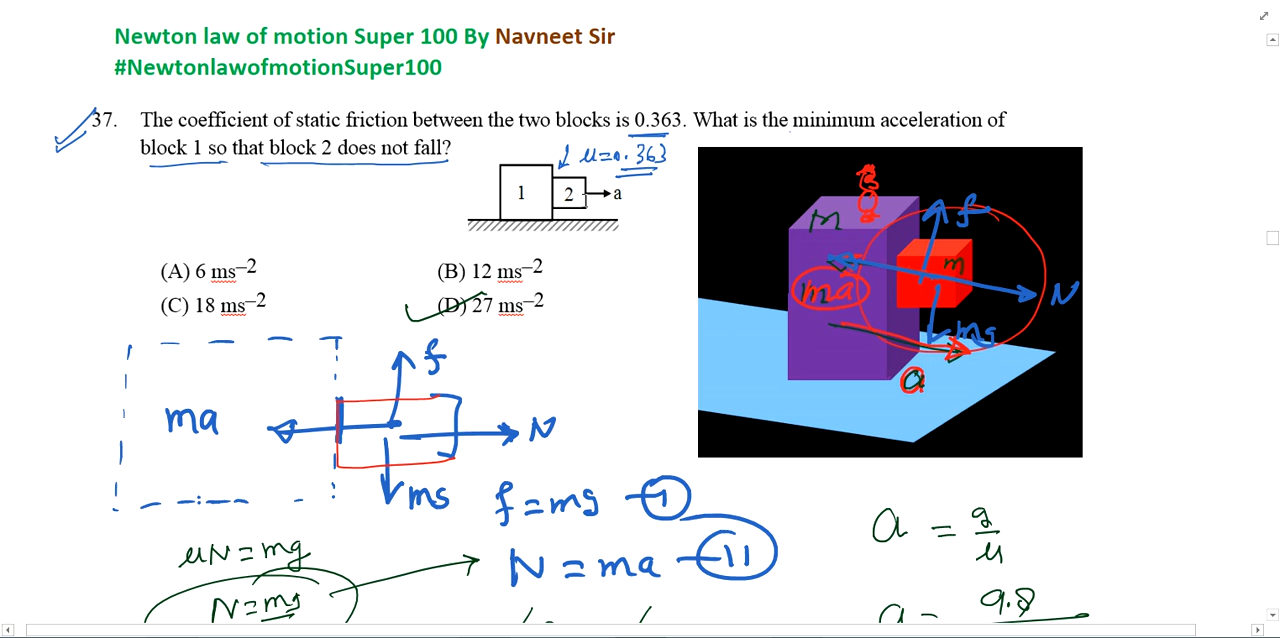 Newton law of motion Super 100 By Navneet Sir
#NewtonlawofmotionSuper100
37. The coefficient of static friction between the two blocks is 0.363. What is the minimum acceleration of
block 1 so that block 2 does not fall?
μ=0.363
1 2 a
(A) 6 ms−2 (B) 12 ms−2
(C) 18 ms−2 (D) 27 ms−2
m f
m
ma N
mg
a
f
ma N
mg
f=mg — I
N = ma — II
μN=mg
N=mg
a = g/μ
a = 9.8